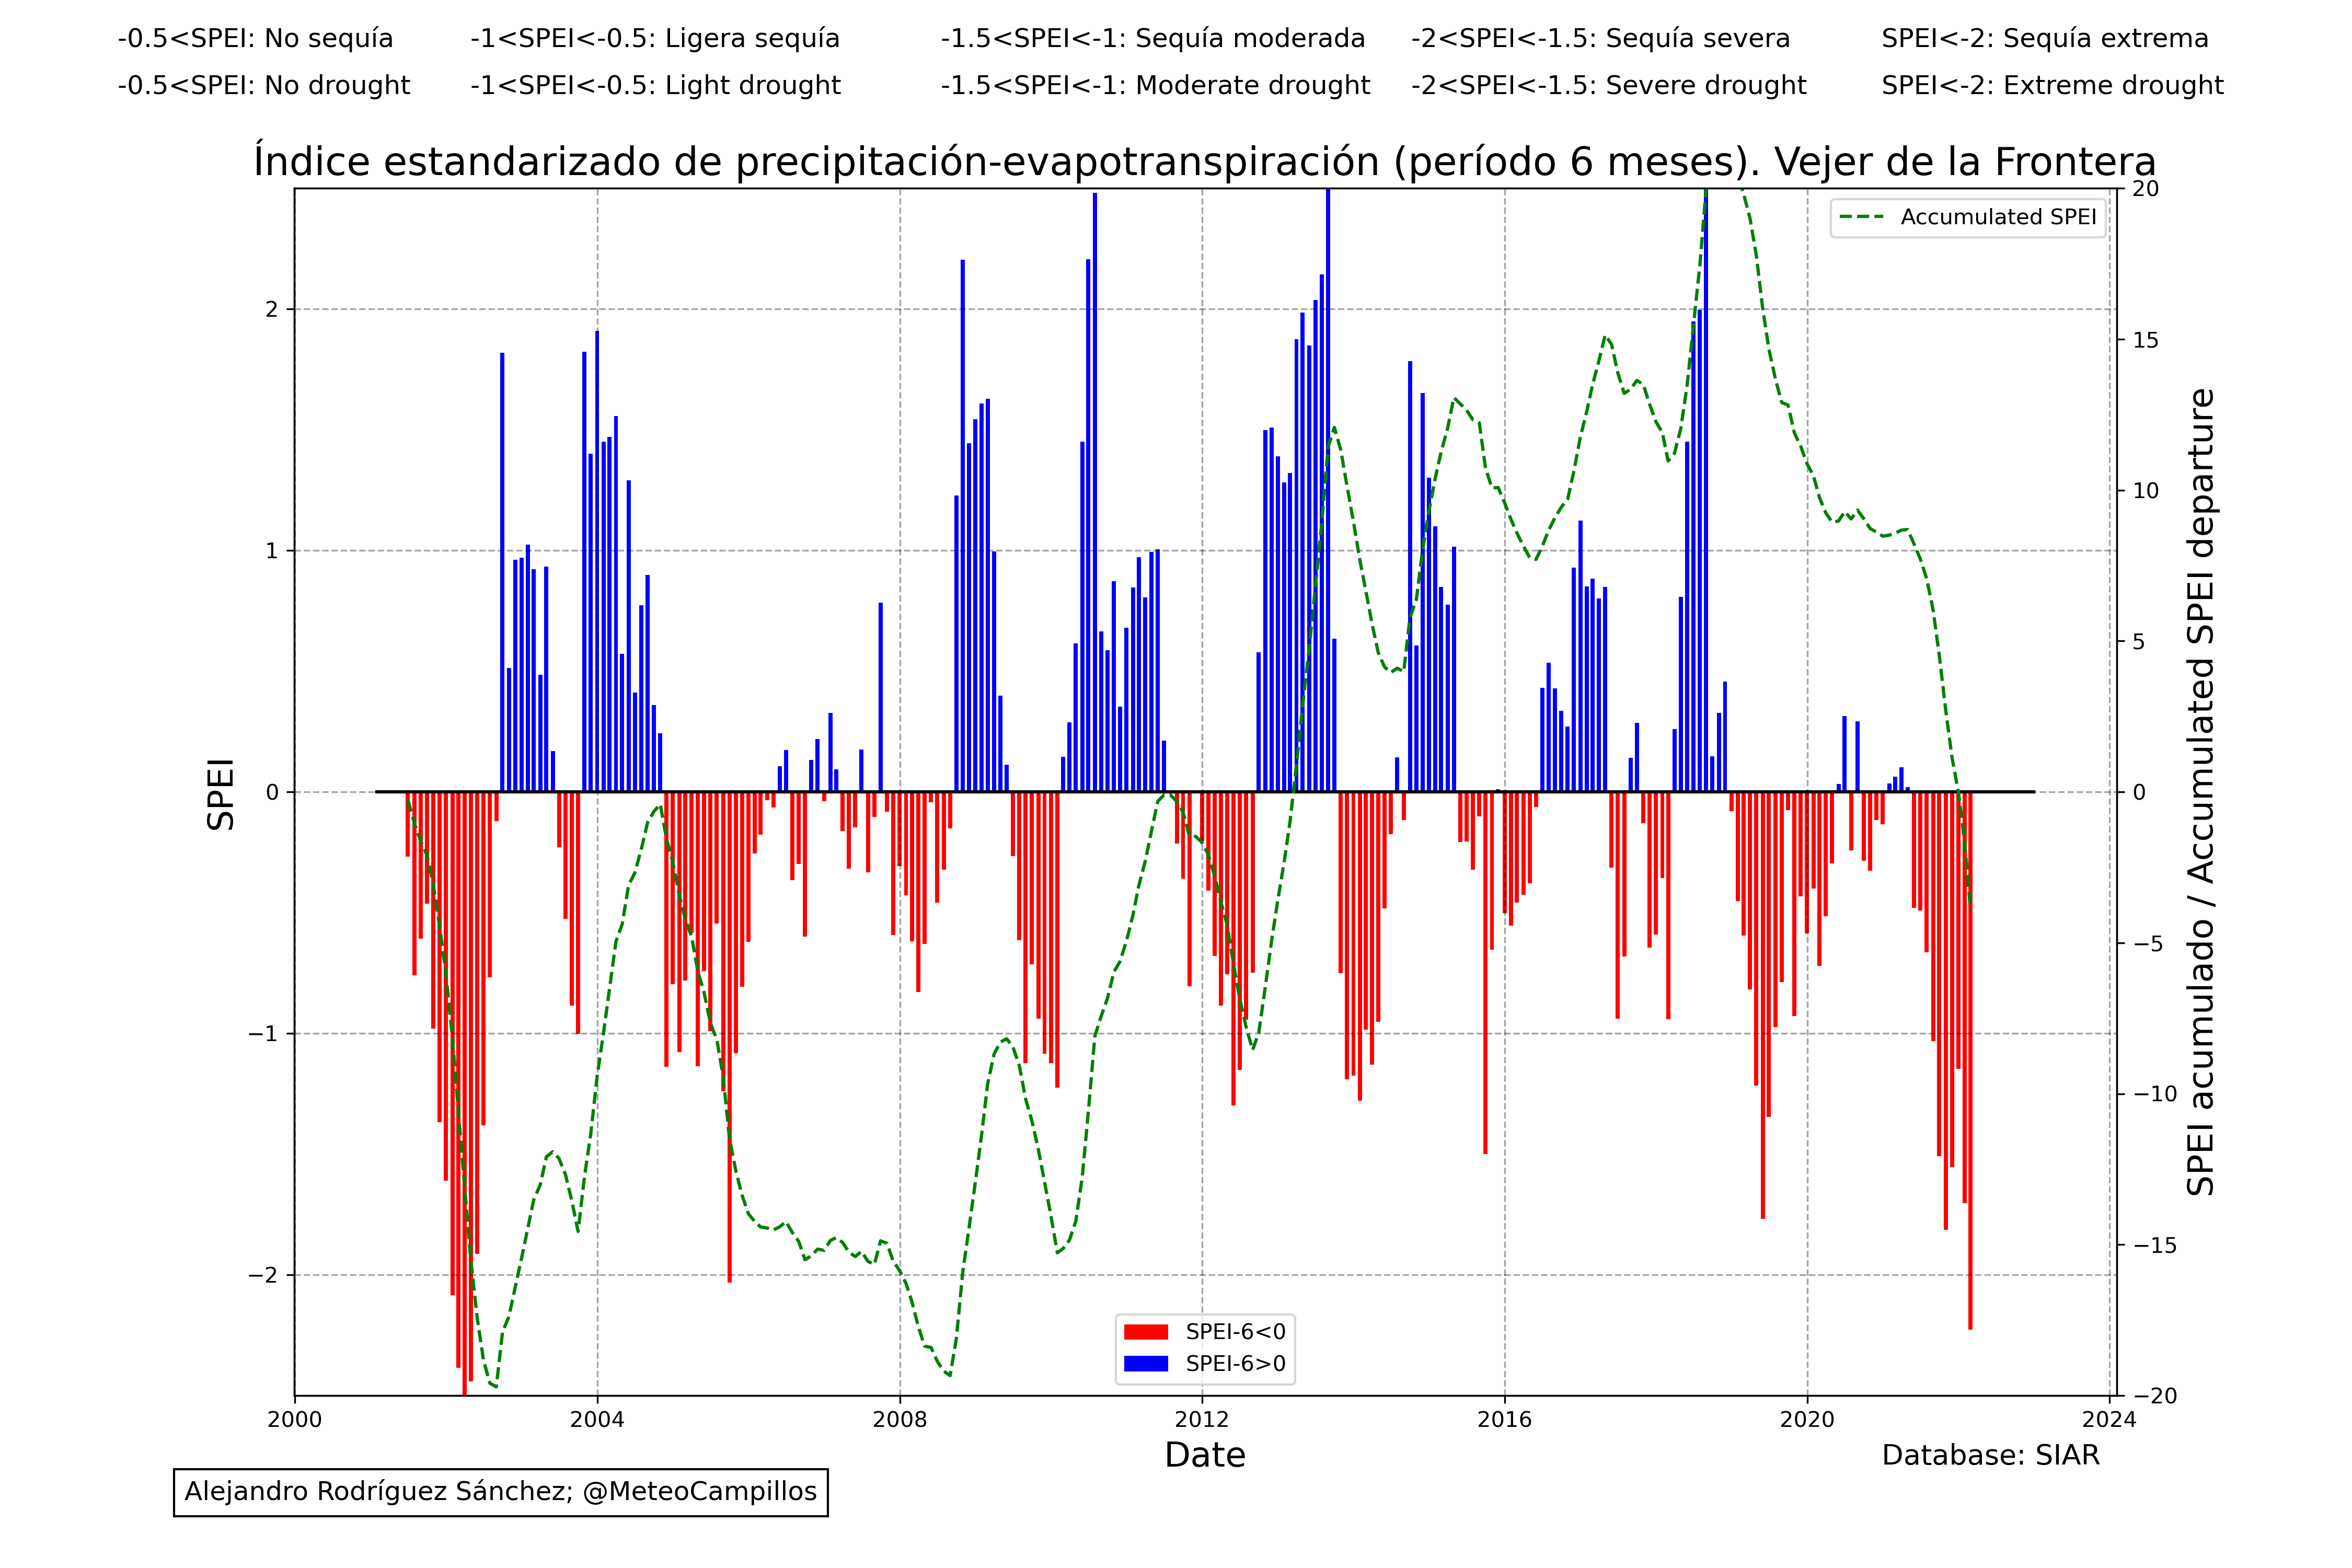 -0.5<SPEI: No sequía -1<SPEI<-0.5: Ligera sequía -1.5<SPEI<-1: Sequía moderada -2<SPEI<-1.5: Sequía severa SPEI<-2: Sequía extrema
-0.5<SPEI: No drought -1<SPEI<-0.5: Light drought -1.5<SPEI<-1: Moderate drought -2<SPEI<-1.5: Severe drought SPEI<-2: Extreme drought
Índice estandarizado de precipitación-evapotranspiración (período 6 meses). Vejer de la Frontera
Accumulated SPEI
2
1
0
−1
−2
SPEI
20
15
10
5
0
−5
−10
−15
−20
SPEI acumulado / Accumulated SPEI departure
SPEI-6<0
SPEI-6>0
2000 2004 2008 2012 2016 2020 2024
Date
Database: SIAR
Alejandro Rodríguez Sánchez; @MeteoCampillos